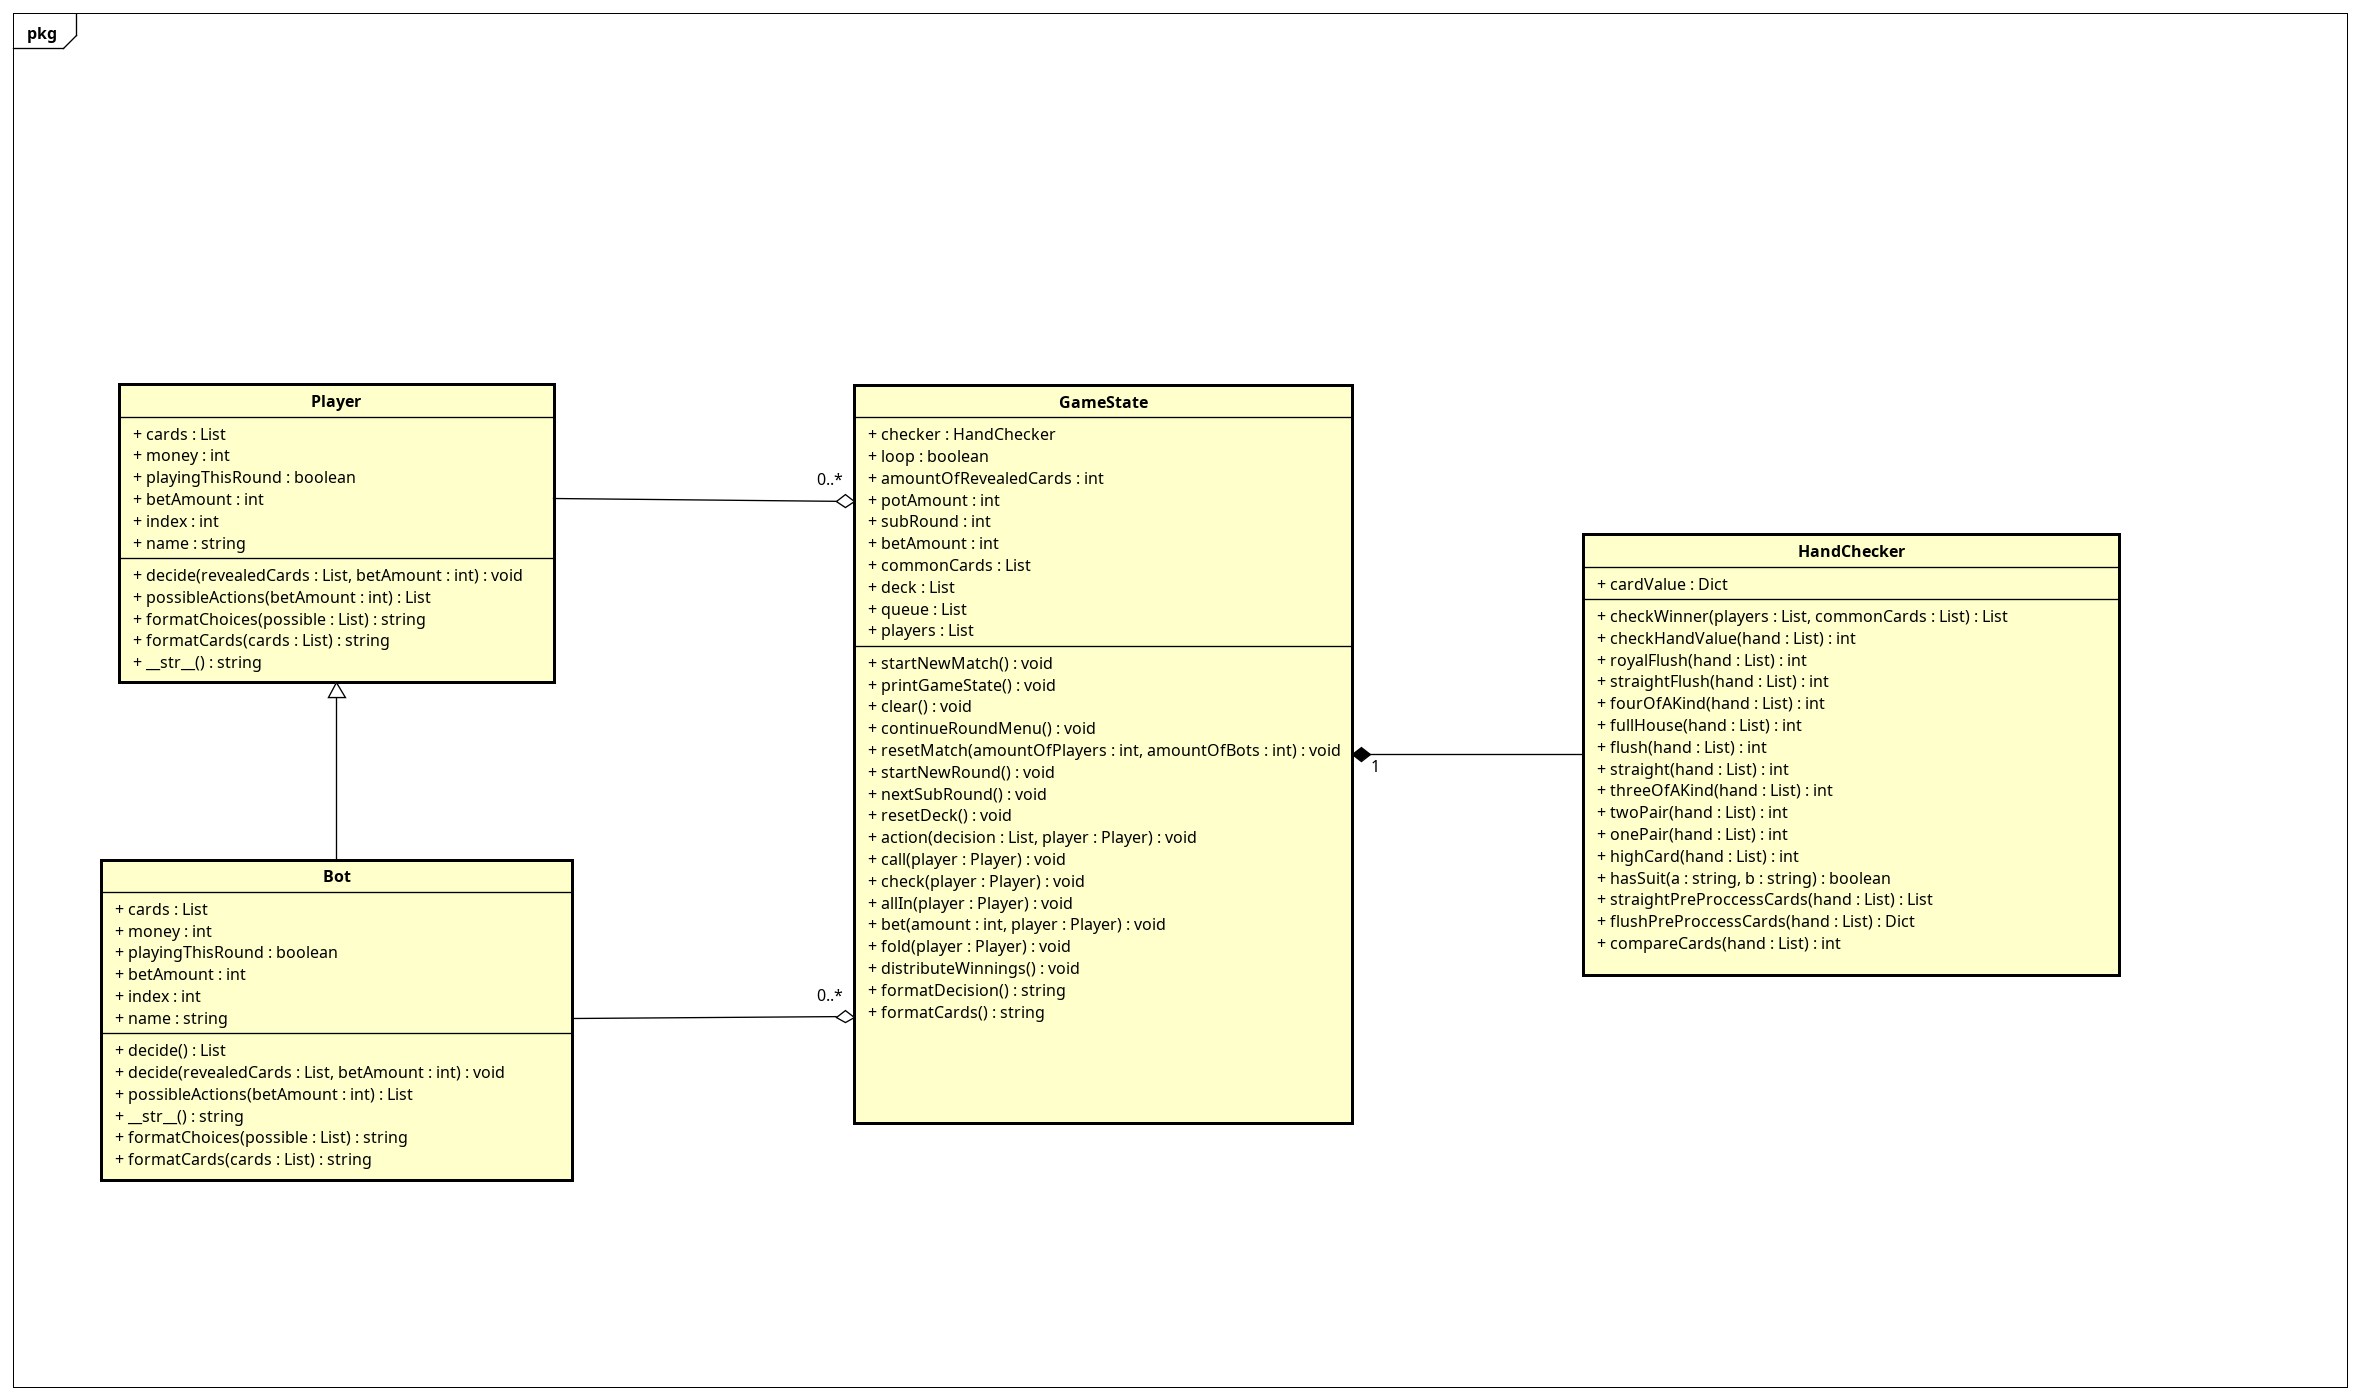 pkg
Player
+ cards : List
+ money : int
+ playingThisRound : boolean
+ betAmount : int
+ index : int
+ name : string
+ decide(revealedCards : List, betAmount : int) : void
+ possibleActions(betAmount : int) : List
+ formatChoices(possible : List) : string
+ formatCards(cards : List) : string
+ __str__() : string
0..*
GameState
+ checker : HandChecker
+ loop : boolean
+ amountOfRevealedCards : int
+ potAmount : int
+ subRound : int
+ betAmount : int
+ commonCards : List
+ deck : List
+ queue : List
+ players : List
+ startNewMatch() : void
+ printGameState() : void
+ clear() : void
+ continueRoundMenu() : void
+ resetMatch(amountOfPlayers : int, amountOfBots : int) : void
+ startNewRound() : void
+ nextSubRound() : void
+ resetDeck() : void
+ action(decision : List, player : Player) : void
+ call(player : Player) : void
+ check(player : Player) : void
+ allIn(player : Player) : void
+ bet(amount : int, player : Player) : void
+ fold(player : Player) : void
+ distributeWinnings() : void
+ formatDecision() : string
+ formatCards() : string
1
HandChecker
+ cardValue : Dict
+ checkWinner(players : List, commonCards : List) : List
+ checkHandValue(hand : List) : int
+ royalFlush(hand : List) : int
+ straightFlush(hand : List) : int
+ fourOfAKind(hand : List) : int
+ fullHouse(hand : List) : int
+ flush(hand : List) : int
+ straight(hand : List) : int
+ threeOfAKind(hand : List) : int
+ twoPair(hand : List) : int
+ onePair(hand : List) : int
+ highCard(hand : List) : int
+ hasSuit(a : string, b : string) : boolean
+ straightPreProccessCards(hand : List) : List
+ flushPreProccessCards(hand : List) : Dict
+ compareCards(hand : List) : int
Bot
+ cards : List
+ money : int
+ playingThisRound : boolean
+ betAmount : int
+ index : int
+ name : string
+ decide() : List
+ decide(revealedCards : List, betAmount : int) : void
+ possibleActions(betAmount : int) : List
+ __str__() : string
+ formatChoices(possible : List) : string
+ formatCards(cards : List) : string
0..*